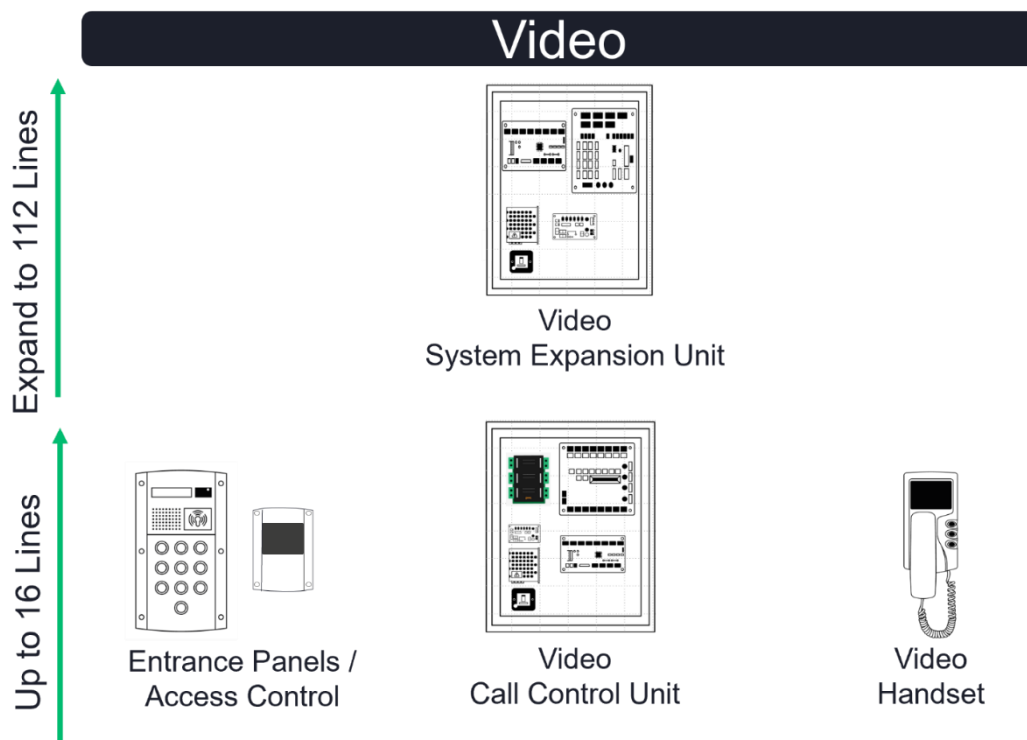 Video
Expand to 112 Lines
Video
System Expansion Unit
Up to 16 Lines
Entrance Panels /
Access Control
Video
Call Control Unit
Video
Handset